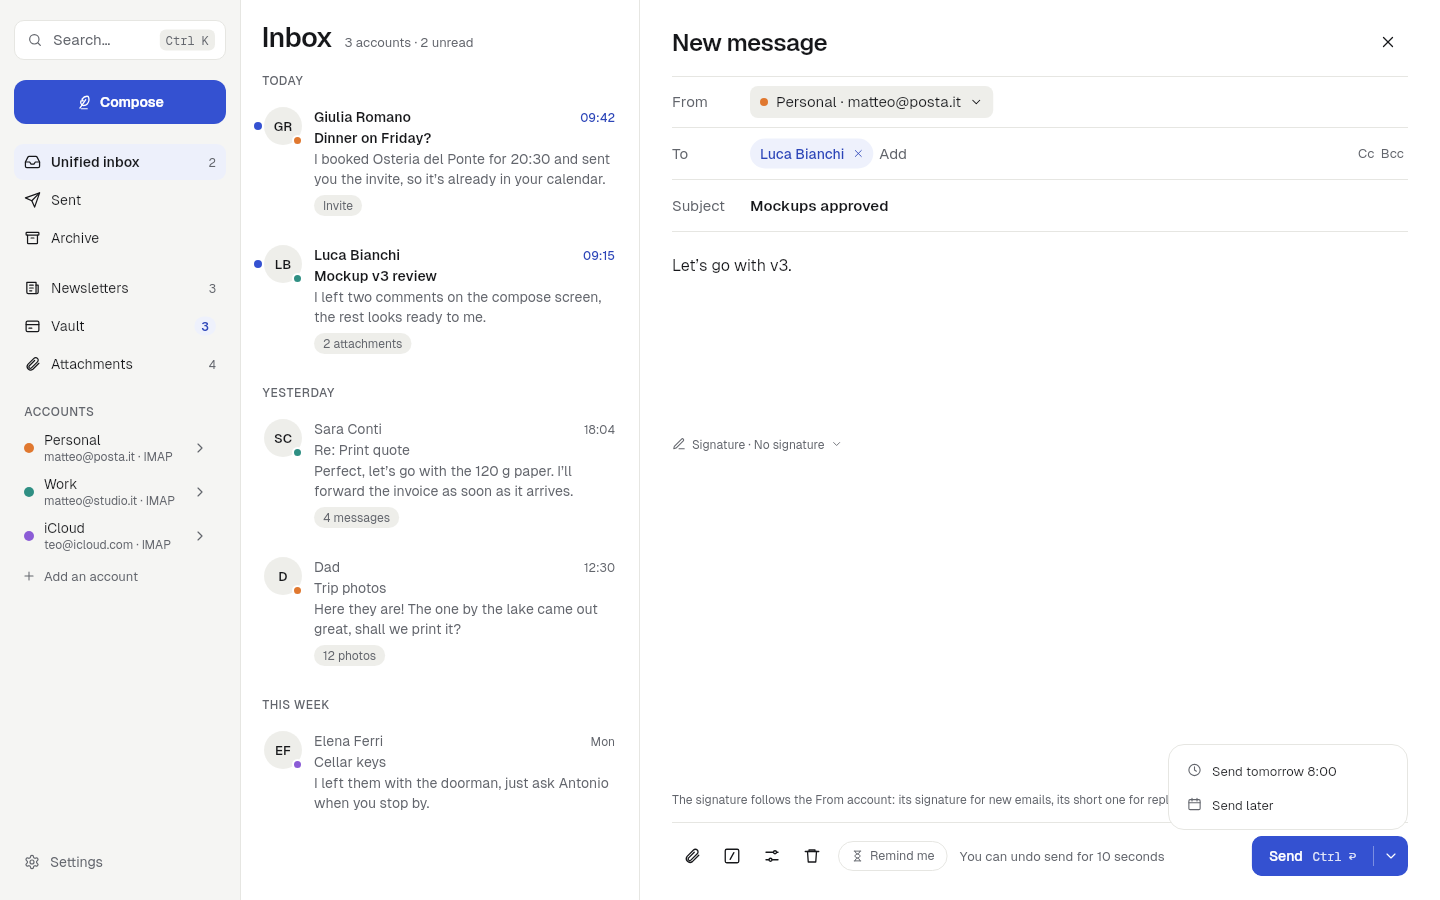 Search...
Ctrl K
Compose
Unified inbox
2
Sent
Archive
Newsletters
3
Vault
3
Attachments
4
ACCOUNTS
Personal
matteo@posta.it · IMAP
Work
matteo@studio.it · IMAP
iCloud
teo@icloud.com · IMAP
Add an account
Settings
Inbox
3 accounts · 2 unread
TODAY
GR
Giulia Romano
09:42
Dinner on Friday?
I booked Osteria del Ponte for 20:30 and sent
you the invite, so it's already in your calendar.
Invite
LB
Luca Bianchi
09:15
Mockup v3 review
I left two comments on the compose screen,
the rest looks ready to me.
2 attachments
YESTERDAY
SC
Sara Conti
18:04
Re: Print quote
Perfect, let's go with the 120 g paper. I'll
forward the invoice as soon as it arrives.
4 messages
D
Dad
12:30
Trip photos
Here they are! The one by the lake came out
great, shall we print it?
12 photos
THIS WEEK
EF
Elena Ferri
Mon
Cellar keys
I left them with the doorman, just ask Antonio
when you stop by.
New message
From
Personal · matteo@posta.it
To
Luca Bianchi
Add
Cc Bcc
Subject
Mockups approved
Let's go with v3.
Signature · No signature
Send tomorrow 8:00
Send later
The signature follows the From account: its signature for new emails, its short one for repl
Remind me
You can undo send for 10 seconds
Send Ctrl